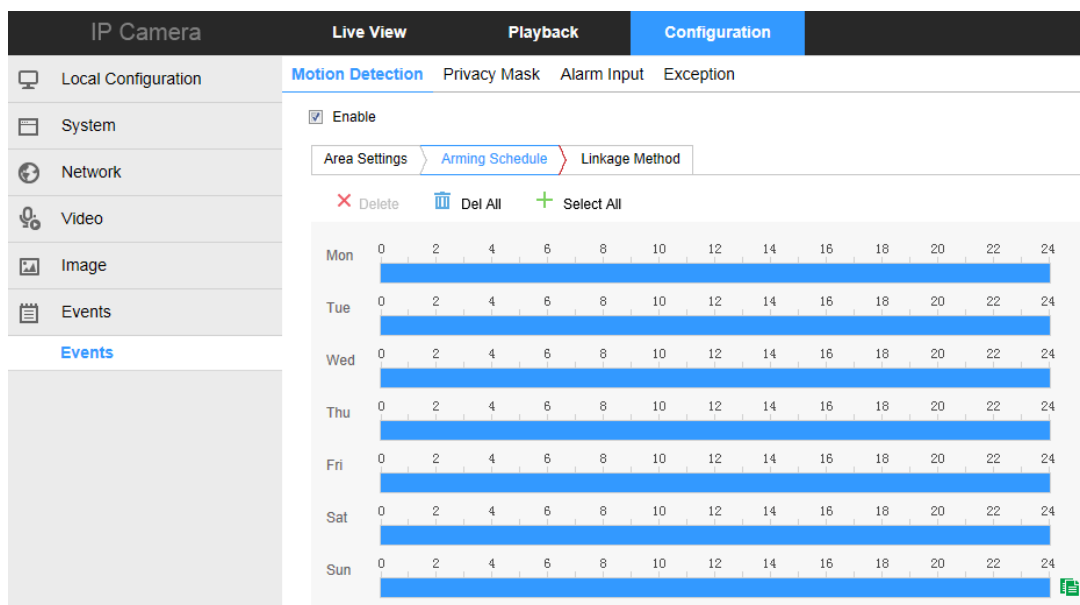 IP Camera
Live View
Playback
Configuration
Local Configuration
System
Network
Video
Image
Events
Events
Motion Detection
Privacy Mask
Alarm Input
Exception
Enable
Area Settings
Arming Schedule
Linkage Method
Delete
Del All
Select All
Mon 0 2 4 6 8 10 12 14 16 18 20 22 24
Tue 0 2 4 6 8 10 12 14 16 18 20 22 24
Wed 0 2 4 6 8 10 12 14 16 18 20 22 24
Thu 0 2 4 6 8 10 12 14 16 18 20 22 24
Fri 0 2 4 6 8 10 12 14 16 18 20 22 24
Sat 0 2 4 6 8 10 12 14 16 18 20 22 24
Sun 0 2 4 6 8 10 12 14 16 18 20 22 24